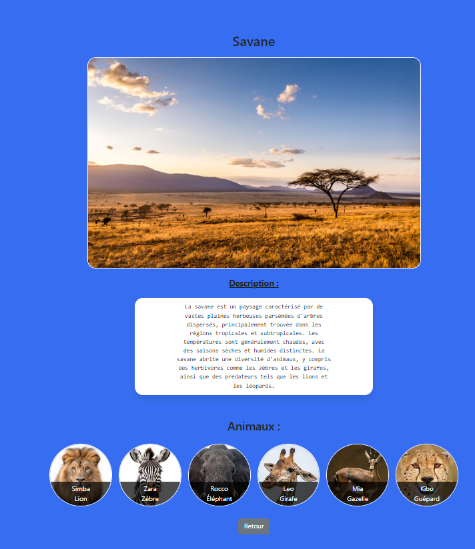 Savane
Description :
La savane est un paysage caractérisé par de
vastes plaines herbeuses parsemées d'arbres
dispersés, principalement trouvée dans les
régions tropicales et subtropicales. Les
températures sont généralement chaudes, avec
des saisons sèches et humides distinctes. La
savane abrite une diversité d'animaux, y compris
des herbivores comme les zèbres et les girafes,
ainsi que des prédateurs tels que les lions et
les léopards.
Animaux :
Simba
Lion
Zara
Zèbre
Rocco
Éléphant
Leo
Girafe
Mia
Gazelle
Kibo
Guépard
Retour